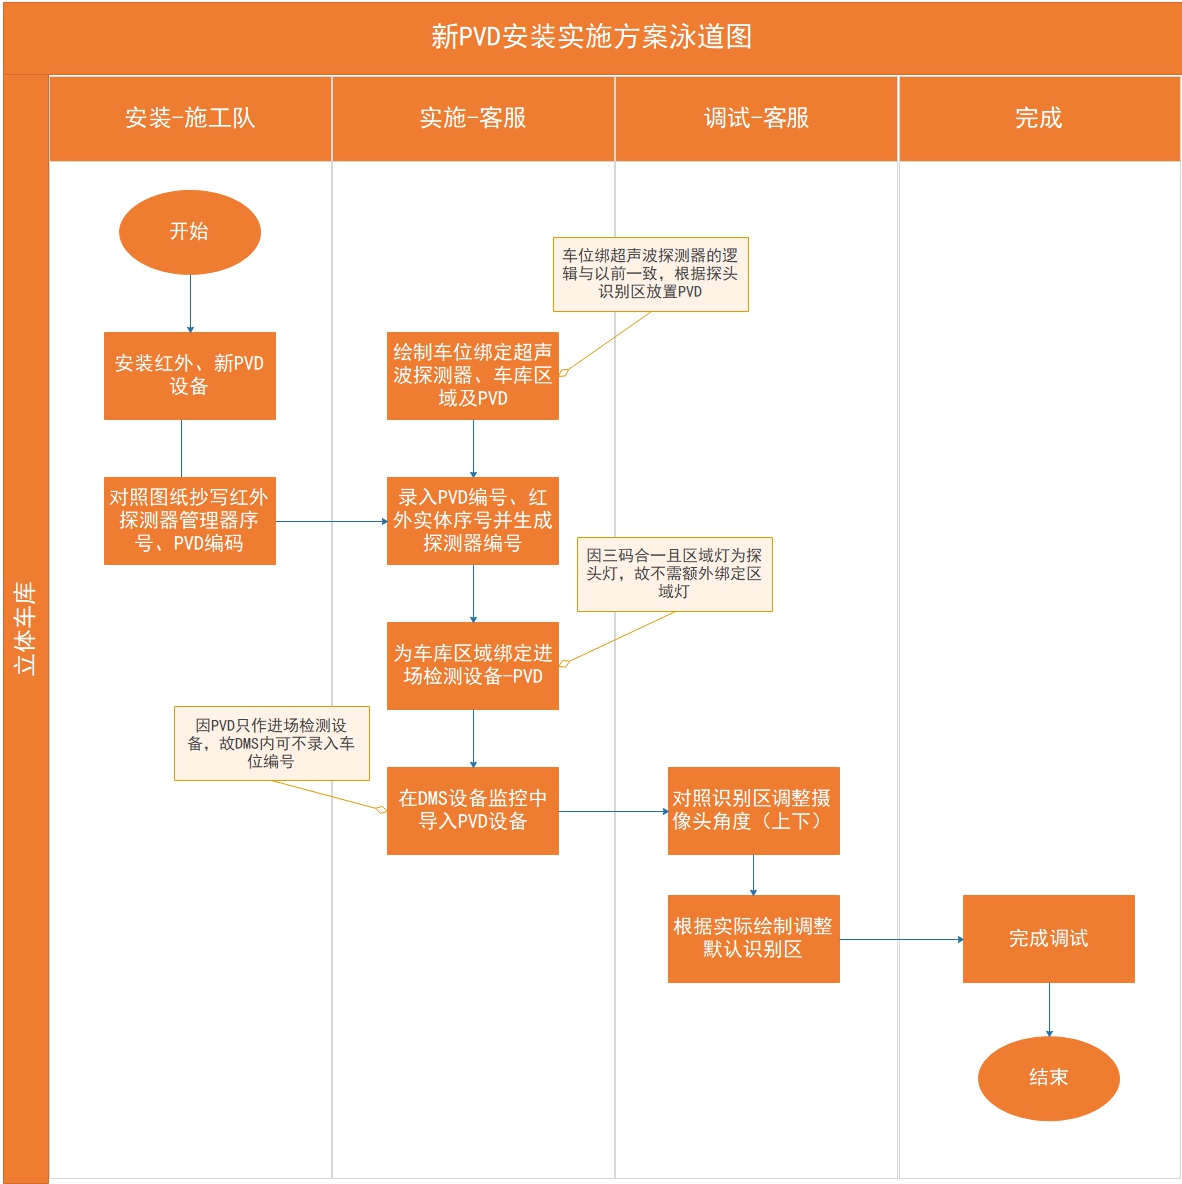 新PVD安装实施方案泳道图
立体车库
安装-施工队
实施-客服
调试-客服
完成
开始
安装红外、新PVD
设备
对照图纸抄写红外
探测器管理器序
号、PVD编码
车位绑超声波探测器的逻
辑与以前一致，根据探头
识别区放置PVD
绘制车位绑定超声
波探测器、车库区
域及PVD
录入PVD编号、红
外实体序号并生成
探测器编号
因三码合一且区域灯为探
头灯，故不需额外绑定区
域灯
为车库区域绑定进
场检测设备-PVD
因PVD只作进场检测设
备，故DMS内可不录入车
位编号
在DMS设备监控中
导入PVD设备
对照识别区调整摄
像头角度（上下）
根据实际绘制调整
默认识别区
完成调试
结束